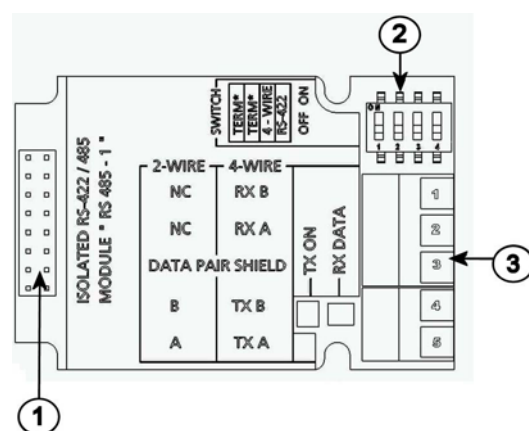 2
SWITCH
TERM*
TERM*
4 - WIRE
RS-422
OFF ON
ON
1 2 3 4
ISOLATED RS-422 / 485
MODULE " RS 485 - 1 "
2-WIRE 4-WIRE
NC RX B
NC RX A
DATA PAIR SHIELD
B TX B
A TX A
TX ON
RX DATA
1
2
3
4
5
3
1